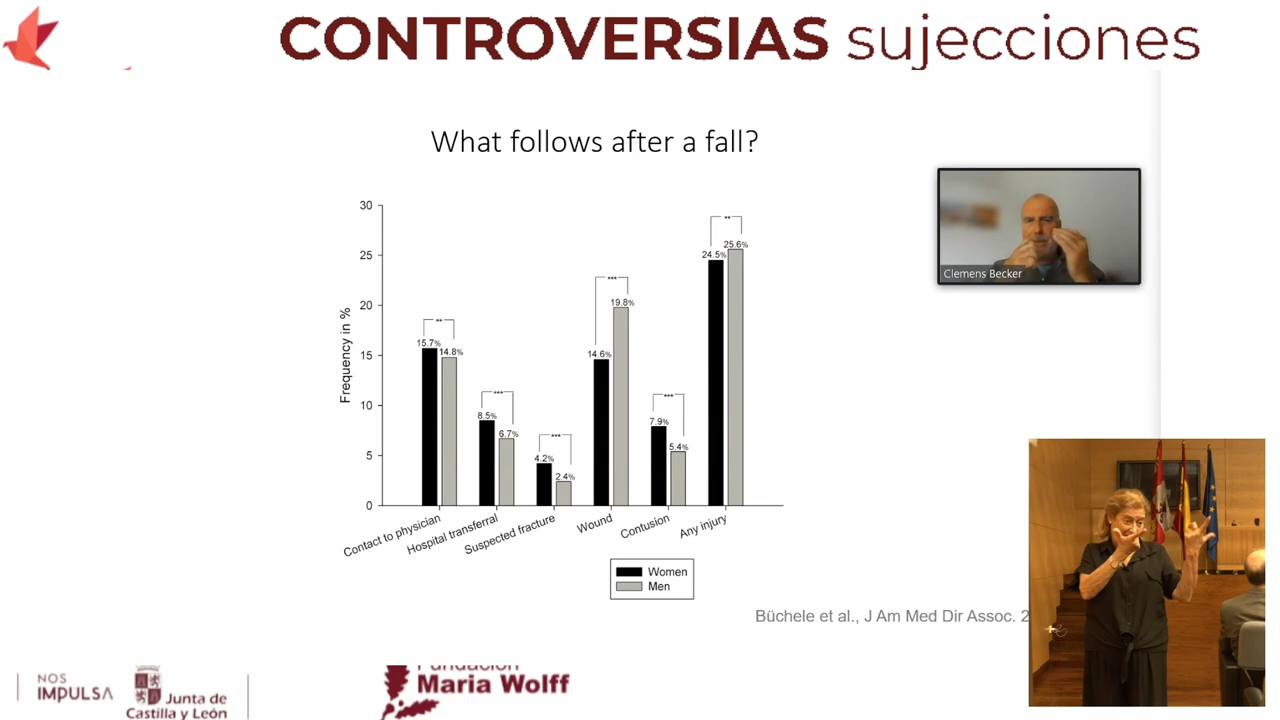 CONTROVERSIAS sujecciones
What follows after a fall?
30
25
20
15
10
5
0
Frequency in %
15.7%
14.8%
8.5%
6.7%
4.2%
2.4%
14.6%
19.8%
7.9%
5.4%
24.5%
25.6%
**
***
***
***
***
**
Contact to physician
Hospital transferral
Suspected fracture
Wound
Contusion
Any injury
Women
Men
Clemens Becker
Büchele et al., J Am Med Dir Assoc. 2
NOS
IMPULSA
Junta de
Castilla y León
Fundación
Maria Wolff